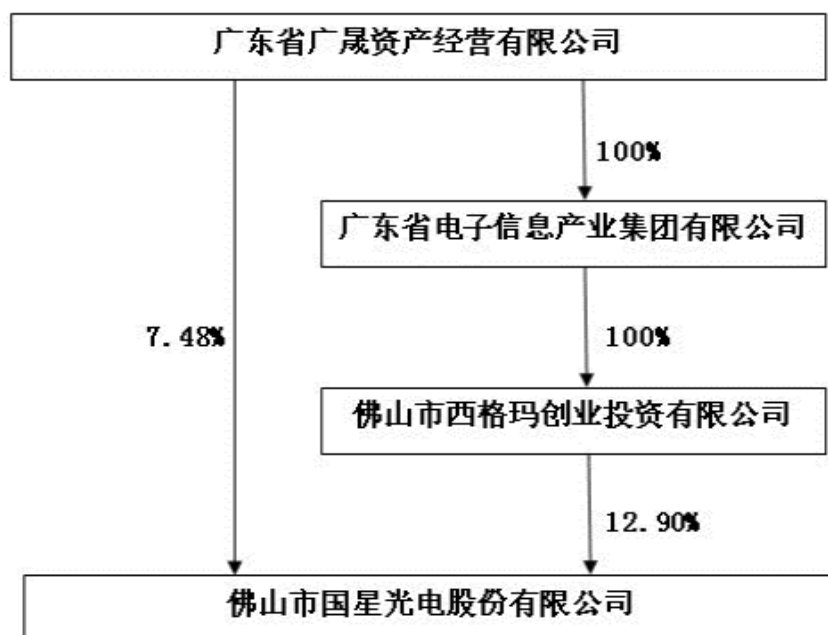 广东省广晟资产经营有限公司
100%
广东省电子信息产业集团有限公司
7.48%
100%
佛山市西格玛创业投资有限公司
12.90%
佛山市国星光电股份有限公司